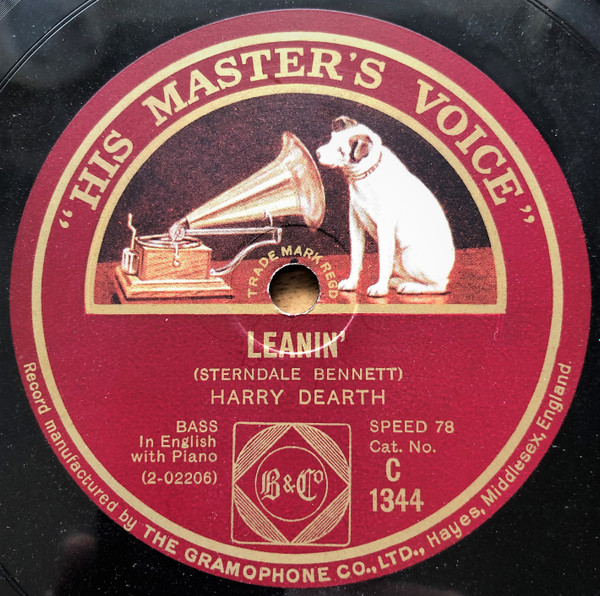 "HIS MASTER'S VOICE"
TRADE MARK REGD
LEANIN'
(STERNDALE BENNETT)
HARRY DEARTH
BASS
In English
with Piano
(2-02206)
B & Co
SPEED 78
Cat. No.
C
1344
Record manufactured by THE GRAMOPHONE CO., LTD., Hayes, Middlesex, England.